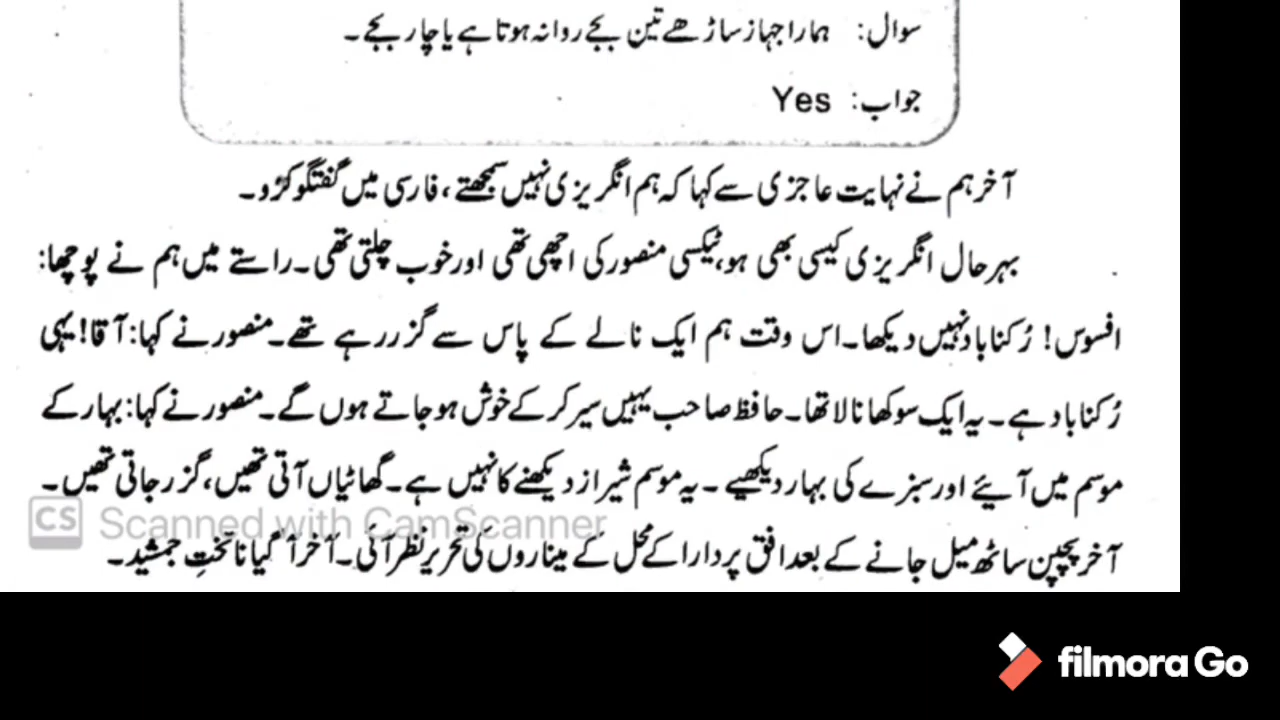 سوال: ہمارا جہاز ساڑھے تین بجے روانہ ہوتا ہے یا چار بجے۔
جواب: Yes
آخر ہم نے نہایت عاجزی سے کہا کہ ہم انگریزی نہیں سمجھتے، فارسی میں گفتگو کرو۔
بہرحال انگریزی کیسی بھی ہو، ٹیکسی منصور کی اچھی تھی اور خوب چلتی تھی۔ راستے میں ہم نے پوچھا:
افسوس! رُکناباد نہیں دیکھا۔ اس وقت ہم ایک نالے کے پاس سے گزر رہے تھے۔ منصور نے کہا: آقا! یہی
رُکناباد ہے۔ یہ ایک سوکھا نالا تھا۔ حافظ صاحب یہیں سیر کر کے خوش ہو جاتے ہوں گے۔ منصور نے کہا: بہار کے
موسم میں آیئے اور سبزے کی بہار دیکھیے۔ یہ موسم شیراز دیکھنے کا نہیں ہے۔ گھاٹیاں آتی تھیں، گزر جاتی تھیں۔
CS Scanned with CamScanner
آخر پچپن ساٹھ میل جانے کے بعد افق پر دارا کے محل کے میناروں کی تحریر نظر آئی۔ آخر آ گیا نا تختِ جمشید۔
filmora Go